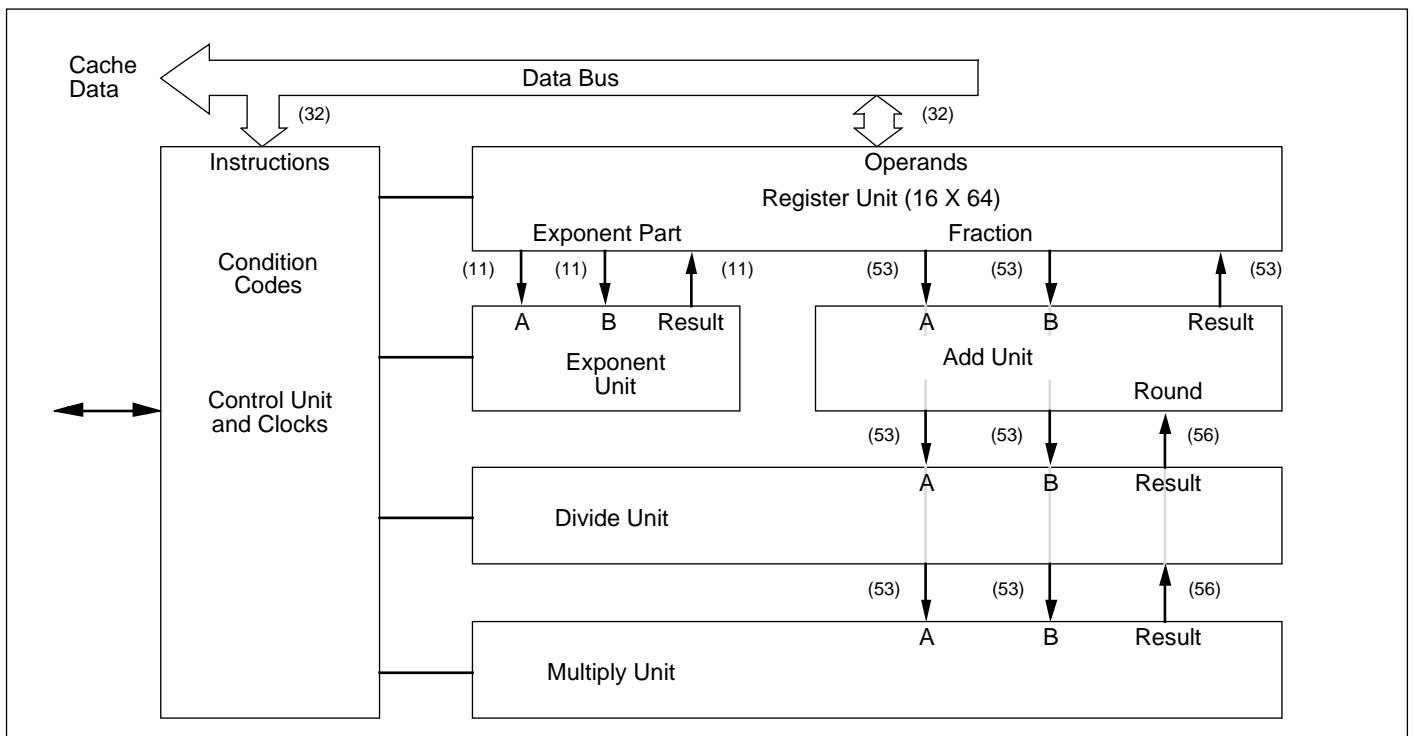 Cache
Data
Data Bus
(32)
(32)
Instructions
Operands
Register Unit (16 X 64)
Exponent Part
Fraction
Condition
Codes
(11)
(11)
(11)
(53)
(53)
(53)
A
B
Result
A
B
Result
Exponent
Unit
Add Unit
Round
Control Unit
and Clocks
(53)
(53)
(56)
A
B
Result
Divide Unit
(53)
(53)
(56)
A
B
Result
Multiply Unit